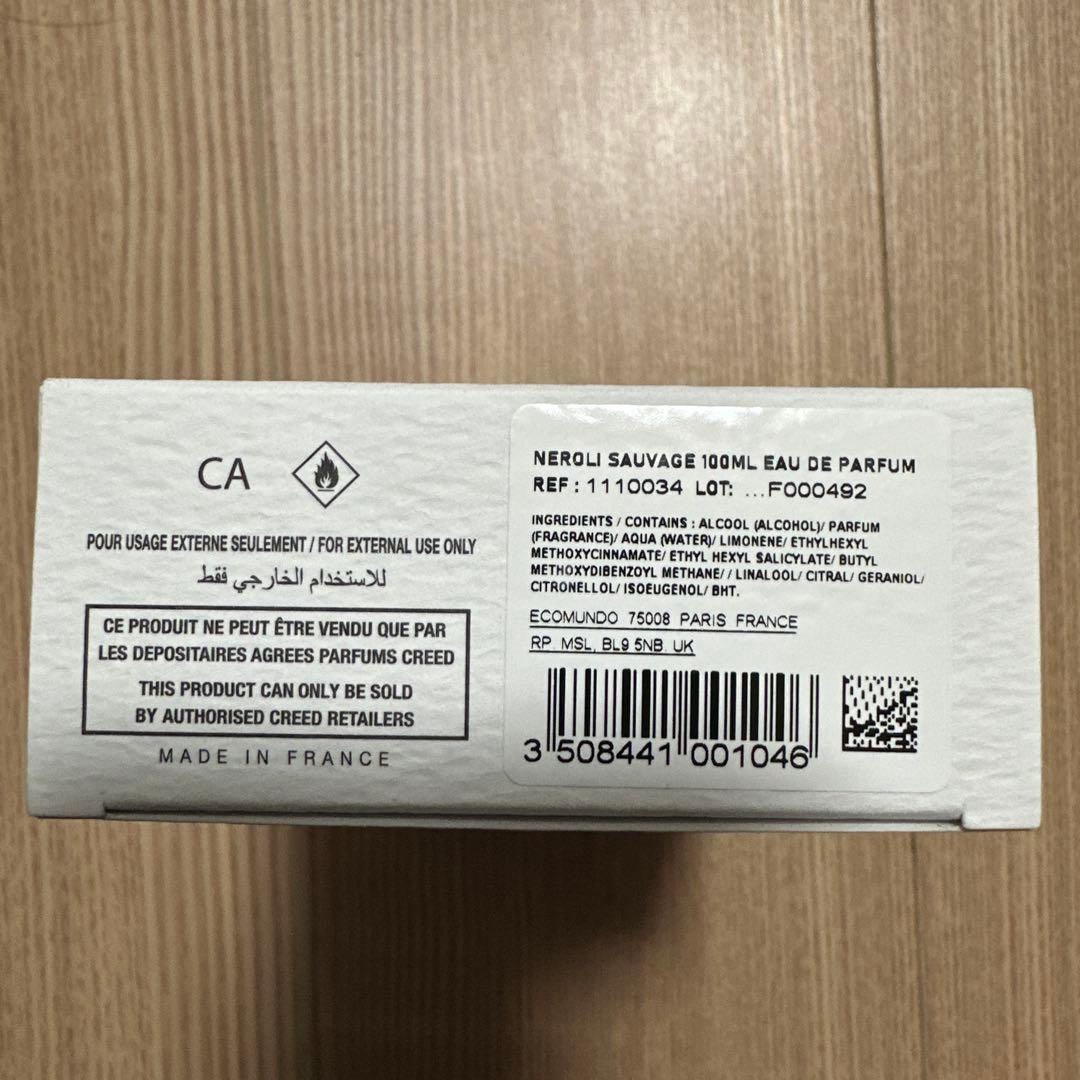 CA
POUR USAGE EXTERNE SEULEMENT / FOR EXTERNAL USE ONLY
للاستخدام الخارجي فقط
CE PRODUIT NE PEUT ÊTRE VENDU QUE PAR
LES DEPOSITAIRES AGREES PARFUMS CREED
THIS PRODUCT CAN ONLY BE SOLD
BY AUTHORISED CREED RETAILERS
MADE IN FRANCE
NEROLI SAUVAGE 100ML EAU DE PARFUM
REF : 1110034 LOT: ...F000492
INGREDIENTS / CONTAINS : ALCOOL (ALCOHOL)/ PARFUM
(FRAGRANCE)/ AQUA (WATER)/ LIMONENE/ ETHYLHEXYL
METHOXYCINNAMATE/ ETHYL HEXYL SALICYLATE/ BUTYL
METHOXYDIBENZOYL METHANE/ / LINALOOL/ CITRAL/ GERANIOL/
CITRONELLOL/ ISOEUGENOL/ BHT.
ECOMUNDO 75008 PARIS FRANCE
RP. MSL, BL9 5NB. UK
3 508441 001046